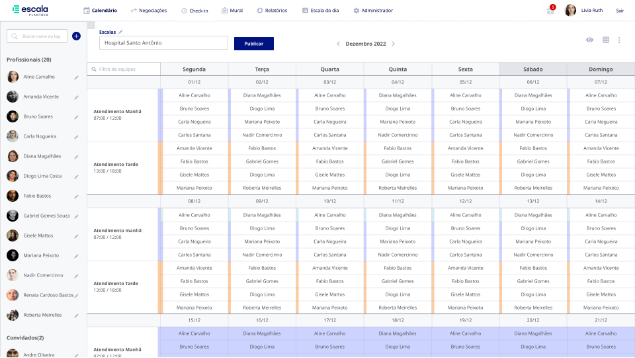 escala
PLANTÕES
Calendário
Negociações
Check-in
Mural
Relatórios
Escala do dia
Administrador
Livia Ruth
Sair
Escalas
Hospital Santo Antônio
Publicar
Dezembro 2022
Profissionais (28)
Aline Carvalho
Amanda Vicente
Bruno Soares
Carla Nogueira
Diana Magalhães
Diogo Lima Costa
Fabio Bastos
Gabriel Gomes Souza
Gisele Mattos
Mariana Peixoto
Nadir Comercinno
Renata Cardoso Bastos
Roberta Meirelles
Convidados(2)
Andre Oliveira
Filtro de equipes
Segunda Terça Quarta Quinta Sexta Sábado Domingo
01/12 02/12 03/12 04/12 05/12 06/12 07/12
Atendimento Manhã
07:00 / 12:00
Aline Carvalho Diana Magalhães Aline Carvalho Diana Magalhães Aline Carvalho Diana Magalhães Aline Carvalho
Bruno Soares Diogo Lima Bruno Soares Diogo Lima Bruno Soares Diogo Lima Bruno Soares
Carla Nogueira Mariana Peixoto Carla Nogueira Mariana Peixoto Carla Nogueira Mariana Peixoto Carla Nogueira
Carlos Santana Nadir Comercinno Carlos Santana Nadir Comercinno Carlos Santana Nadir Comercinno Carlos Santana
Atendimento Tarde
13:00 / 18:00
Amanda Vicente Fabio Bastos Amanda Vicente Fabio Bastos Amanda Vicente Fabio Bastos Amanda Vicente
Fabio Bastos Gabriel Gomes Fabio Bastos Gabriel Gomes Fabio Bastos Gabriel Gomes Fabio Bastos
Gisele Mattos Diogo Lima Gisele Mattos Diogo Lima Gisele Mattos Diogo Lima Gisele Mattos
Mariana Peixoto Roberta Meirelles Mariana Peixoto Roberta Meirelles Mariana Peixoto Roberta Meirelles Mariana Peixoto
08/12 09/12 10/12 11/12 12/12 13/12 14/12
Atendimento manhã
07:00 / 12:00
Aline Carvalho Diana Magalhães Aline Carvalho Diana Magalhães Aline Carvalho Diana Magalhães Aline Carvalho
Bruno Soares Diogo Lima Bruno Soares Diogo Lima Bruno Soares Diogo Lima Bruno Soares
Carla Nogueira Mariana Peixoto Carla Nogueira Mariana Peixoto Carla Nogueira Mariana Peixoto Carla Nogueira
Carlos Santana Nadir Comercinno Carlos Santana Nadir Comercinno Carlos Santana Nadir Comercinno Carlos Santana
Atendimento Tarde
13:00 / 18:00
Amanda Vicente Fabio Bastos Amanda Vicente Fabio Bastos Amanda Vicente Fabio Bastos Amanda Vicente
Fabio Bastos Gabriel Gomes Fabio Bastos Gabriel Gomes Fabio Bastos Gabriel Gomes Fabio Bastos
Gisele Mattos Diogo Lima Gisele Mattos Diogo Lima Gisele Mattos Diogo Lima Gisele Mattos
Mariana Peixoto Roberta Meirelles Mariana Peixoto Roberta Meirelles Mariana Peixoto Roberta Meirelles Mariana Peixoto
15/12 16/12 17/12 18/12 19/12 20/12 21/12
Aline Carvalho Diana Magalhães Aline Carvalho Diana Magalhães Aline Carvalho Diana Magalhães Aline Carvalho
Bruno Soares Diogo Lima Bruno Soares Diogo Lima Bruno Soares Diogo Lima Bruno Soares
Atendimento Manhã
07:00 / 12:00